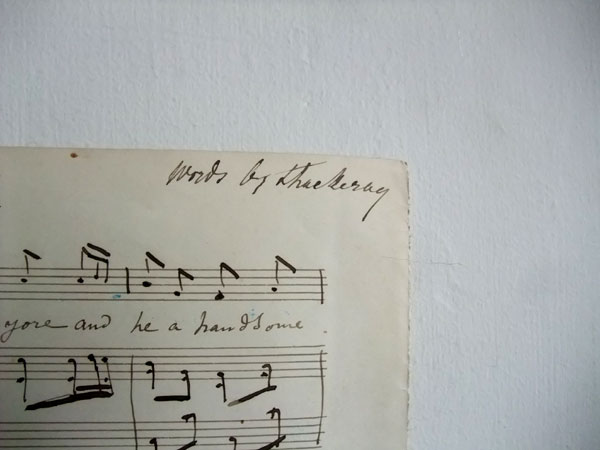 words by Thackeray
yore and he a handsome